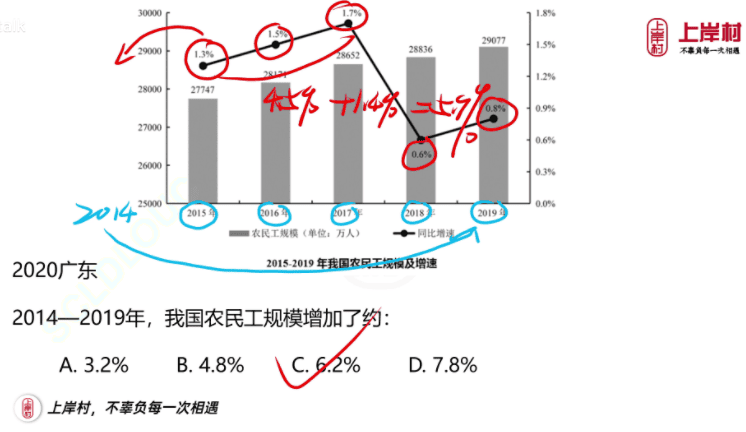 30000
1.8%
29000
1.5%
28000
1.2%
27000
0.9%
26000
0.6%
25000
0.3%
0.0%
1.3%
1.5%
1.7%
0.6%
0.8%
27747
28171
28652
28836
29077
4.5% + 1.4% = 5.9%
2014
2015年 2016年 2017年 2018年 2019年
农民工规模（单位：万人） 同比增速
2015-2019 年我国农民工规模及增速
上岸村
上岸村
不辜负每一次相遇
2020广东
2014—2019年，我国农民工规模增加了约：
A. 3.2% B. 4.8% C. 6.2% D. 7.8%
上岸村
上岸村，不辜负每一次相遇